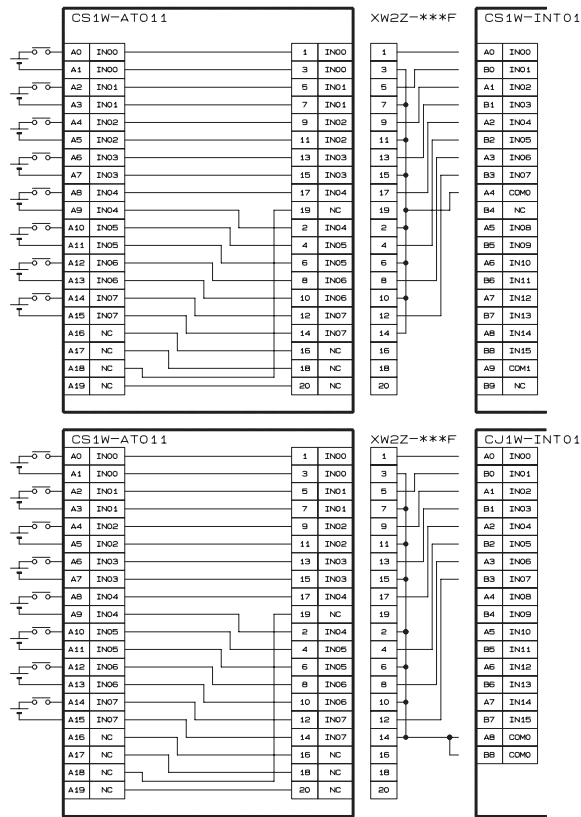 CS1W-ATO11 XW2Z-***F CS1W-INT01
A0 IN00 1 IN00 1 A0 IN00
A1 IN00 3 IN00 3 B0 IN01
A2 IN01 5 IN01 5 A1 IN02
A3 IN01 7 IN01 7 B1 IN03
A4 IN02 9 IN02 9 A2 IN04
A5 IN02 11 IN02 11 B2 IN05
A6 IN03 13 IN03 13 A3 IN06
A7 IN03 15 IN03 15 B3 IN07
A8 IN04 17 IN04 17 A4 COM0
A9 IN04 19 NC 19 B4 NC
A10 IN05 2 IN04 2 A5 IN08
A11 IN05 4 IN05 4 B5 IN09
A12 IN06 6 IN05 6 A6 IN10
A13 IN06 8 IN06 8 B6 IN11
A14 IN07 10 IN06 10 A7 IN12
A15 IN07 12 IN07 12 B7 IN13
A16 NC 14 IN07 14 A8 IN14
A17 NC 16 NC 16 B8 IN15
A18 NC 18 NC 18 A9 COM1
A19 NC 20 NC 20 B9 NC
CS1W-ATO11 XW2Z-***F CJ1W-INT01
A0 IN00 1 IN00 1 A0 IN00
A1 IN00 3 IN00 3 B0 IN01
A2 IN01 5 IN01 5 A1 IN02
A3 IN01 7 IN01 7 B1 IN03
A4 IN02 9 IN02 9 A2 IN04
A5 IN02 11 IN02 11 B2 IN05
A6 IN03 13 IN03 13 A3 IN06
A7 IN03 15 IN03 15 B3 IN07
A8 IN04 17 IN04 17 A4 IN08
A9 IN04 19 NC 19 B4 IN09
A10 IN05 2 IN04 2 A5 IN10
A11 IN05 4 IN05 4 B5 IN11
A12 IN06 6 IN05 6 A6 IN12
A13 IN06 8 IN06 8 B6 IN13
A14 IN07 10 IN06 10 A7 IN14
A15 IN07 12 IN07 12 B7 IN15
A16 NC 14 IN07 14 A8 COM0
A17 NC 16 NC 16 B8 COM0
A18 NC 18 NC 18
A19 NC 20 NC 20